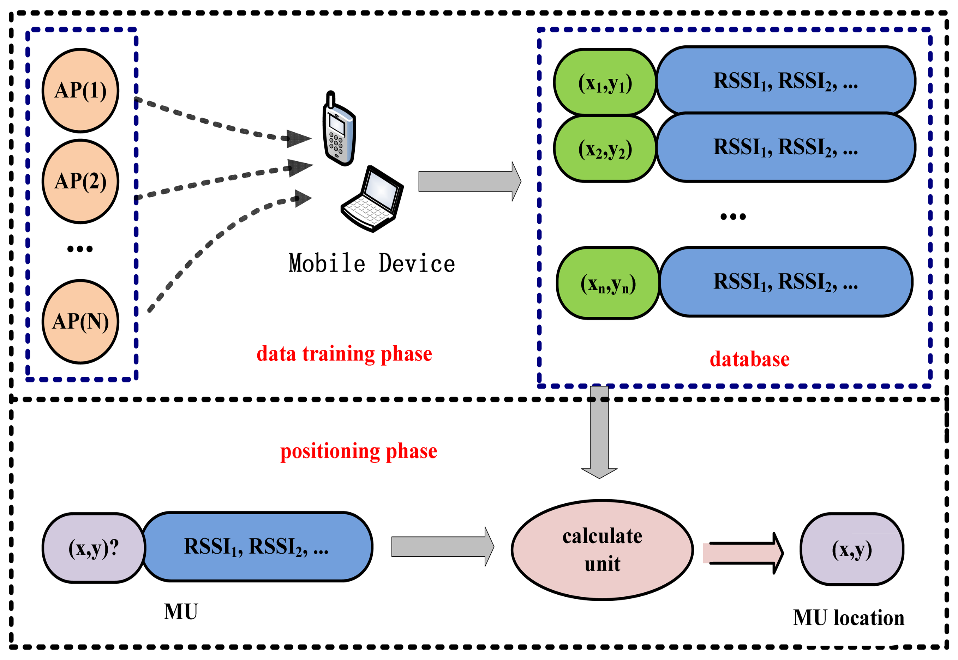 AP(1)
AP(2)
...
AP(N)
Mobile Device
data training phase
(x₁,y₁) RSSI₁, RSSI₂, ...
(x₂,y₂) RSSI₁, RSSI₂, ...
...
(xₙ,yₙ) RSSI₁, RSSI₂, ...
database
positioning phase
(x,y)? RSSI₁, RSSI₂, ...
MU
calculate
unit
(x,y)
MU location